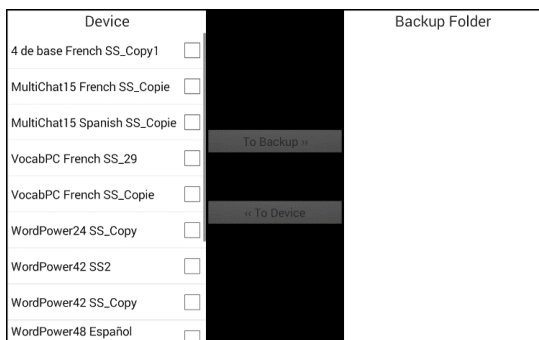 Device
4 de base French SS_Copy1
MultiChat15 French SS_Copie
MultiChat15 Spanish SS_Copie
VocabPC French SS_29
VocabPC French SS_Copie
WordPower24 SS_Copy
WordPower42 SS2
WordPower42 SS_Copy
WordPower48 Español
To Backup »
« To Device
Backup Folder